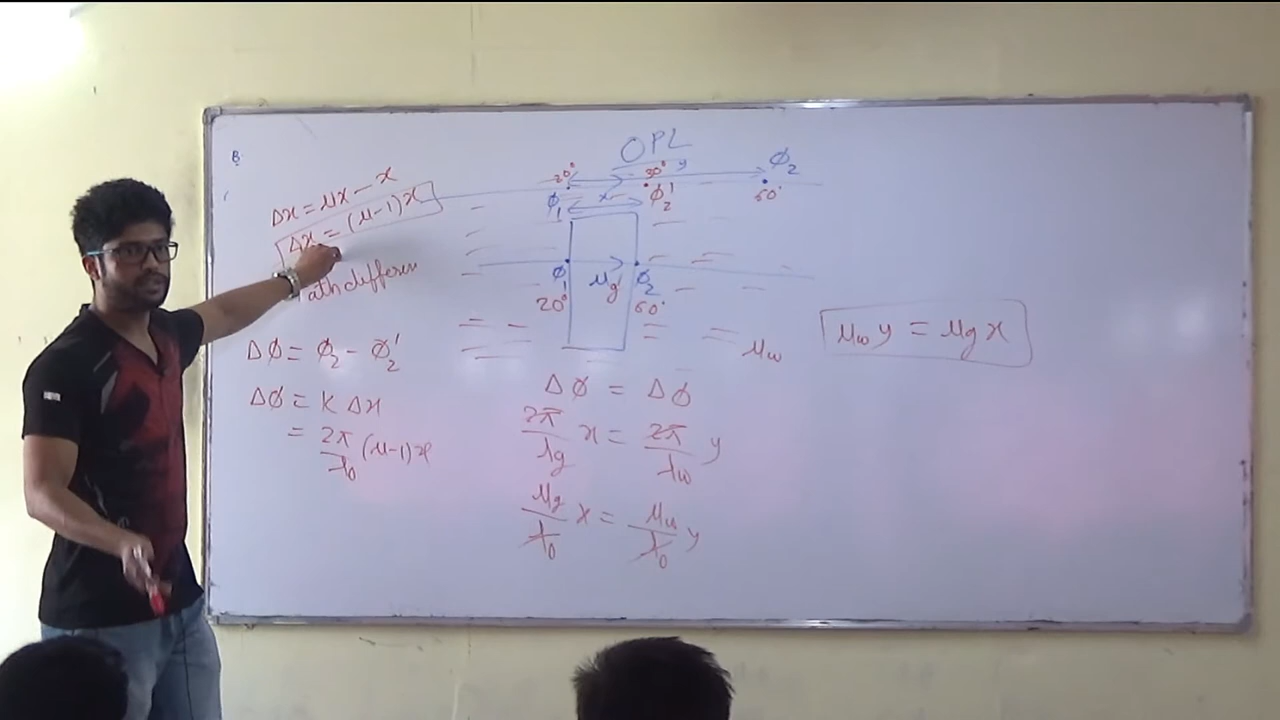 B
OPL
Δx = μx − x
Δx = (μ−1)x
ath differen
Δφ = φ₂ − φ₂'
Δφ = K Δx
= 2π/λ₀ (μ−1)x
20° 30° y φ₂
φ₁ x φ₂' 60°
φ₁ μg φ₂
20° 60°
μw
Δφ = Δφ
2π/λg x = 2π/λw y
μg/λ₀ x = μw/λ₀ y
μw y = μg x